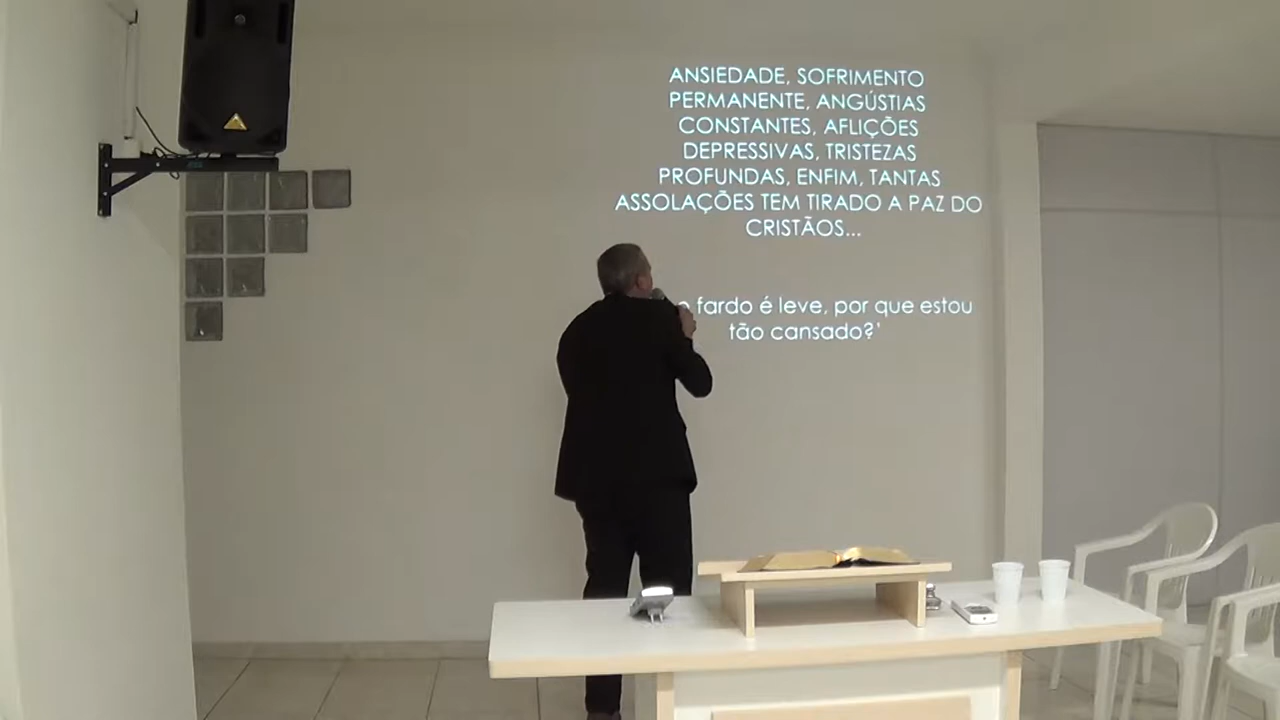 ANSIEDADE, SOFRIMENTO
PERMANENTE, ANGÚSTIAS
CONSTANTES, AFLIÇÕES
DEPRESSIVAS, TRISTEZAS
PROFUNDAS, ENFIM, TANTAS
ASSOLAÇÕES TEM TIRADO A PAZ DO
CRISTÃOS...
o fardo é leve, por que estou
tão cansado?'